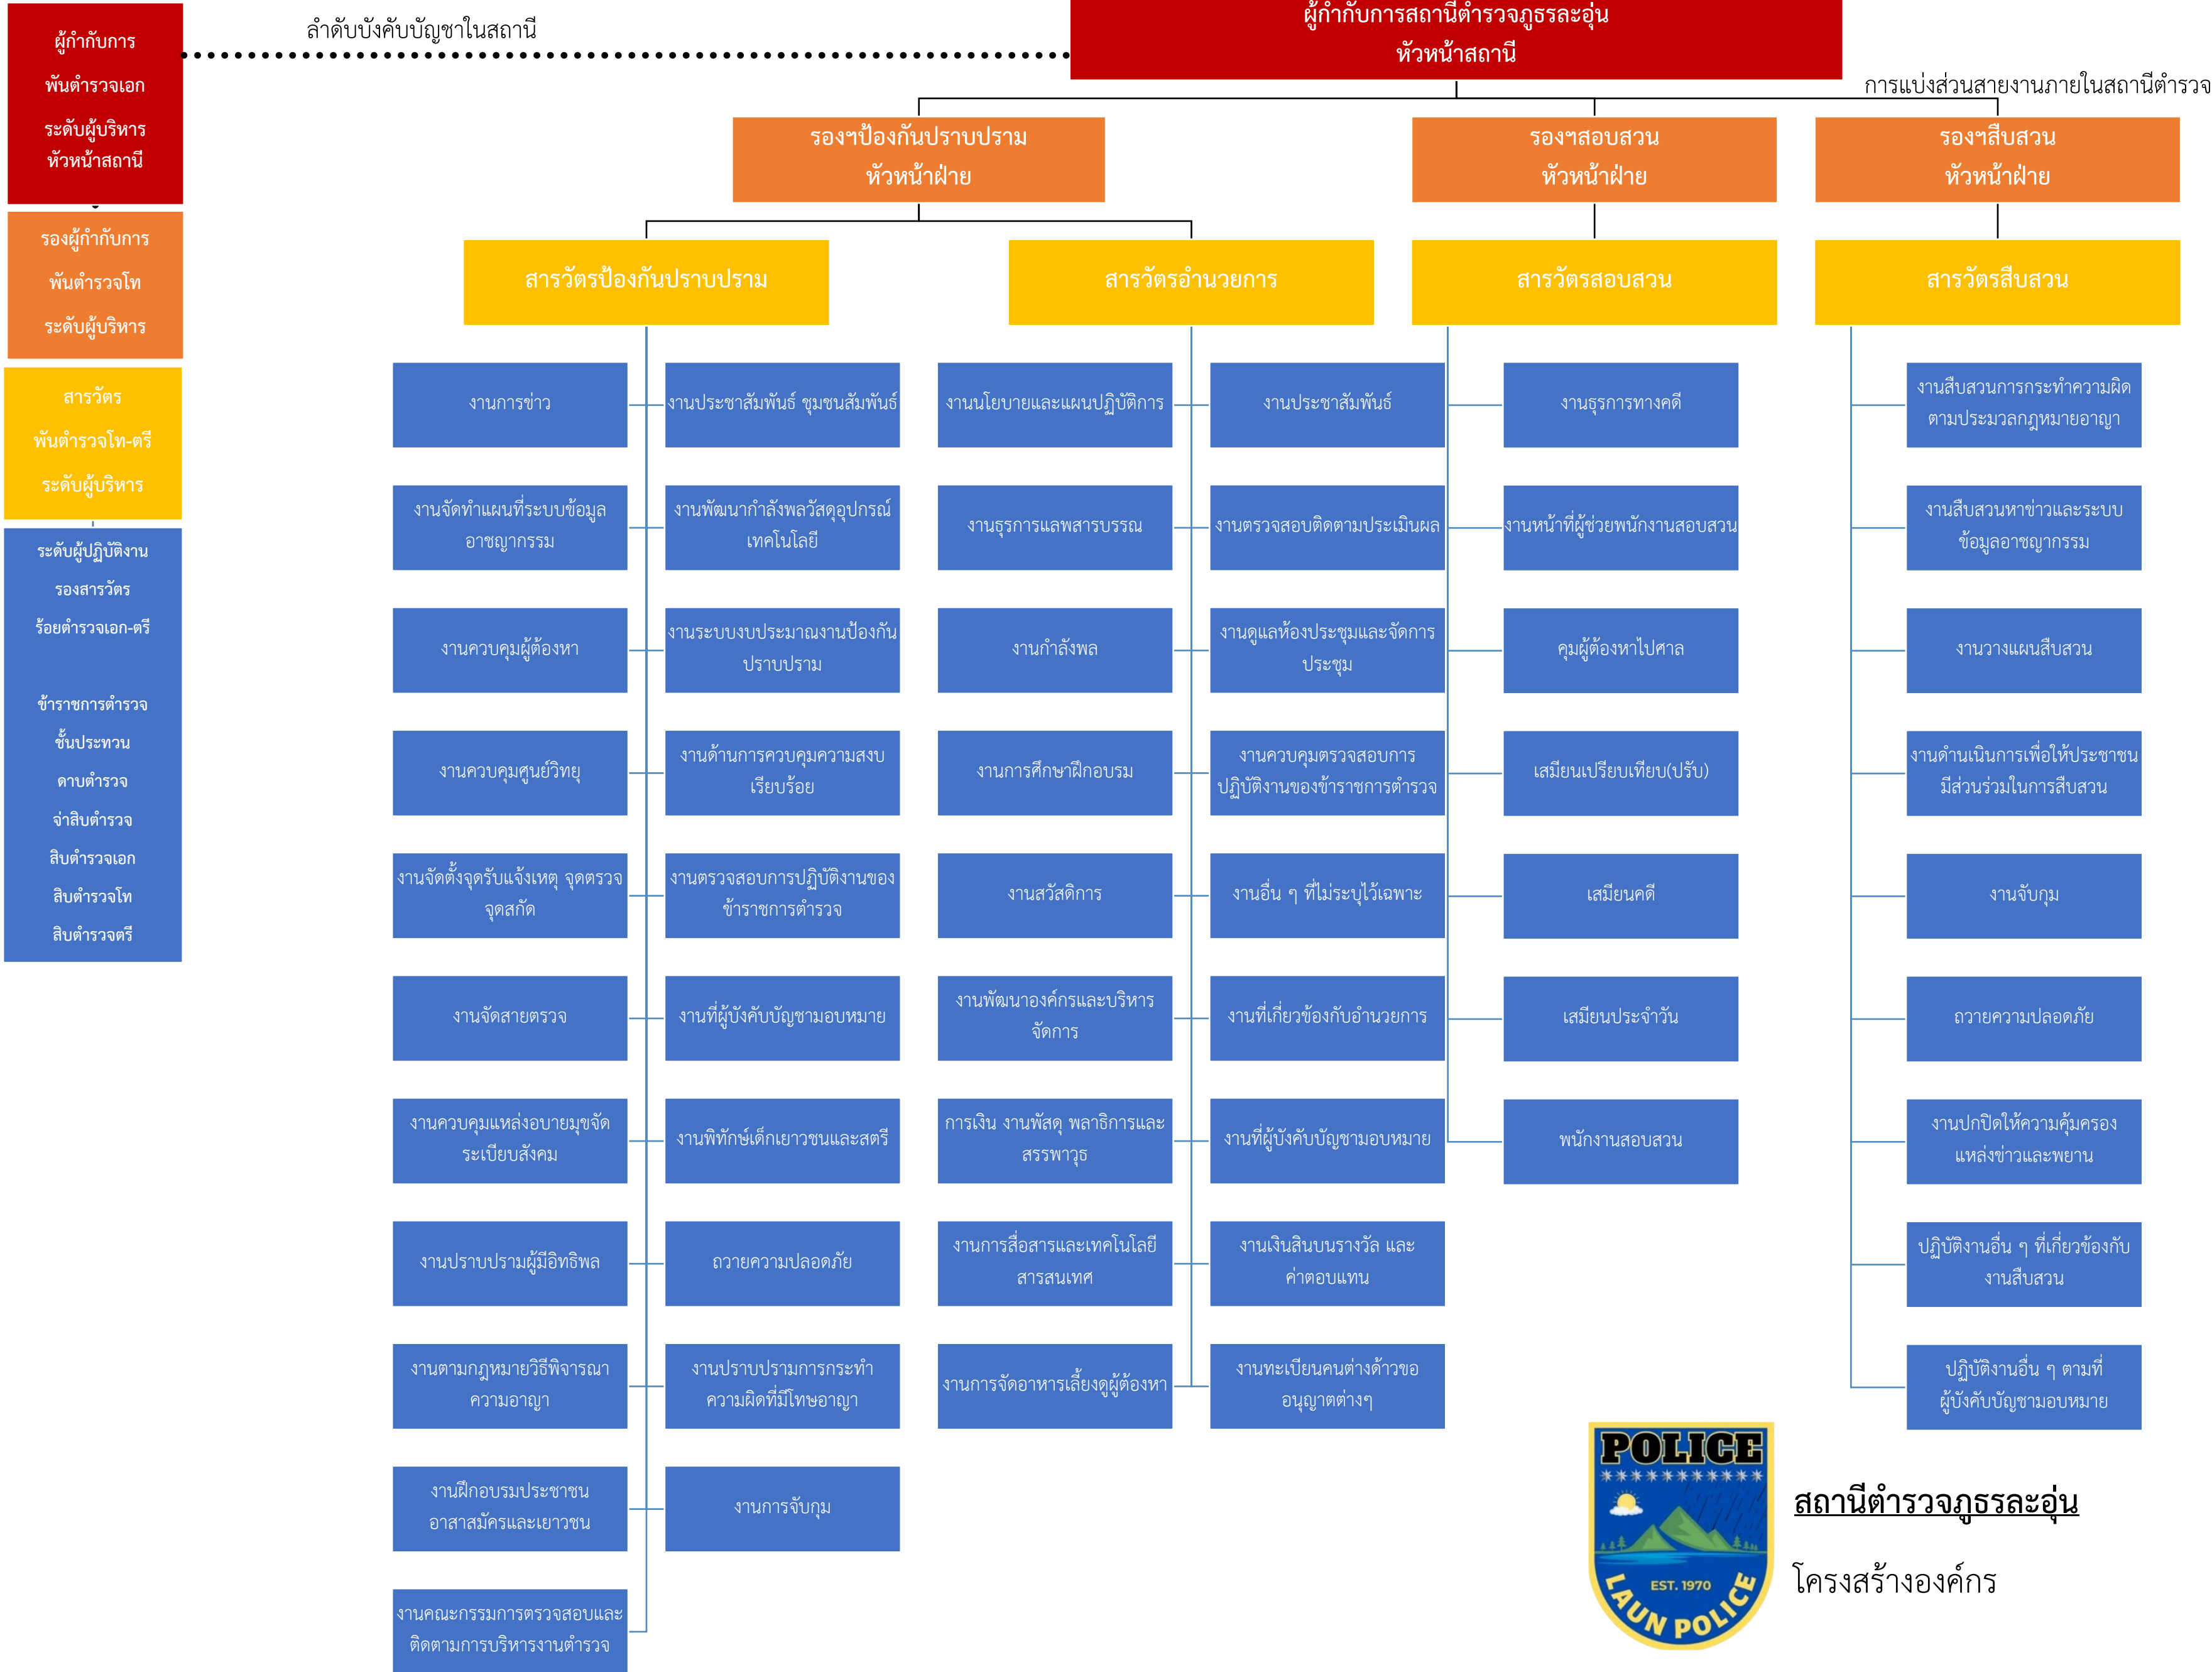 ผู้กำกับการสถานีตำรวจภูธรละอุ่น
หัวหน้าสถานี
ลำดับบังคับบัญชาในสถานี
การแบ่งส่วนสายงานภายในสถานีตำรวจ
ผู้กำกับการ
พันตำรวจเอก
ระดับผู้บริหาร
หัวหน้าสถานี
รองผู้กำกับการ
พันตำรวจโท
ระดับผู้บริหาร
สารวัตร
พันตำรวจโท-ตรี
ระดับผู้บริหาร
ระดับผู้ปฏิบัติงาน
รองสารวัตร
ร้อยตำรวจเอก-ตรี
ข้าราชการตำรวจ
ชั้นประทวน
ดาบตำรวจ
จ่าสิบตำรวจ
สิบตำรวจเอก
สิบตำรวจโท
สิบตำรวจตรี
รองฯป้องกันปราบปราม
หัวหน้าฝ่าย
รองฯสอบสวน
หัวหน้าฝ่าย
รองฯสืบสวน
หัวหน้าฝ่าย
สารวัตรป้องกันปราบปราม
สารวัตรอำนวยการ
สารวัตรสอบสวน
สารวัตรสืบสวน
งานการข่าว
งานประชาสัมพันธ์ ชุมชนสัมพันธ์
งานจัดทำแผนที่ระบบข้อมูล
อาชญากรรม
งานพัฒนากำลังพลวัสดุอุปกรณ์
เทคโนโลยี
งานควบคุมผู้ต้องหา
งานระบบงบประมาณงานป้องกัน
ปราบปราม
งานควบคุมศูนย์วิทยุ
งานด้านการควบคุมความสงบ
เรียบร้อย
งานจัดตั้งจุดรับแจ้งเหตุ จุดตรวจ
จุดสกัด
งานตรวจสอบการปฏิบัติงานของ
ข้าราชการตำรวจ
งานจัดสายตรวจ
งานที่ผู้บังคับบัญชามอบหมาย
งานควบคุมแหล่งอบายมุขจัด
ระเบียบสังคม
งานพิทักษ์เด็กเยาวชนและสตรี
งานปราบปรามผู้มีอิทธิพล
ถวายความปลอดภัย
งานตามกฎหมายวิธีพิจารณา
ความอาญา
งานปราบปรามการกระทำ
ความผิดที่มีโทษอาญา
งานฝึกอบรมประชาชน
อาสาสมัครและเยาวชน
งานการจับกุม
งานคณะกรรมการตรวจสอบและ
ติดตามการบริหารงานตำรวจ
งานนโยบายและแผนปฏิบัติการ
งานประชาสัมพันธ์
งานธุรการแลพสารบรรณ
งานตรวจสอบติดตามประเมินผล
งานกำลังพล
งานดูแลห้องประชุมและจัดการ
ประชุม
งานการศึกษาฝึกอบรม
งานควบคุมตรวจสอบการ
ปฏิบัติงานของข้าราชการตำรวจ
งานสวัสดิการ
งานอื่น ๆ ที่ไม่ระบุไว้เฉพาะ
งานพัฒนาองค์กรและบริหาร
จัดการ
งานที่เกี่ยวข้องกับอำนวยการ
การเงิน งานพัสดุ พลาธิการและ
สรรพาวุธ
งานที่ผู้บังคับบัญชามอบหมาย
งานการสื่อสารและเทคโนโลยี
สารสนเทศ
งานเงินสินบนรางวัล และ
ค่าตอบแทน
งานการจัดอาหารเลี้ยงดูผู้ต้องหา
งานทะเบียนคนต่างด้าวขอ
อนุญาตต่างๆ
งานธุรการทางคดี
งานหน้าที่ผู้ช่วยพนักงานสอบสวน
คุมผู้ต้องหาไปศาล
เสมียนเปรียบเทียบ(ปรับ)
เสมียนคดี
เสมียนประจำวัน
พนักงานสอบสวน
งานสืบสวนการกระทำความผิด
ตามประมวลกฎหมายอาญา
งานสืบสวนหาข่าวและระบบ
ข้อมูลอาชญากรรม
งานวางแผนสืบสวน
งานดำเนินการเพื่อให้ประชาชน
มีส่วนร่วมในการสืบสวน
งานจับกุม
ถวายความปลอดภัย
งานปกปิดให้ความคุ้มครอง
แหล่งข่าวและพยาน
ปฏิบัติงานอื่น ๆ ที่เกี่ยวข้องกับ
งานสืบสวน
ปฏิบัติงานอื่น ๆ ตามที่
ผู้บังคับบัญชามอบหมาย
POLICE
EST. 1970
LAUN POLICE
สถานีตำรวจภูธรละอุ่น
โครงสร้างองค์กร